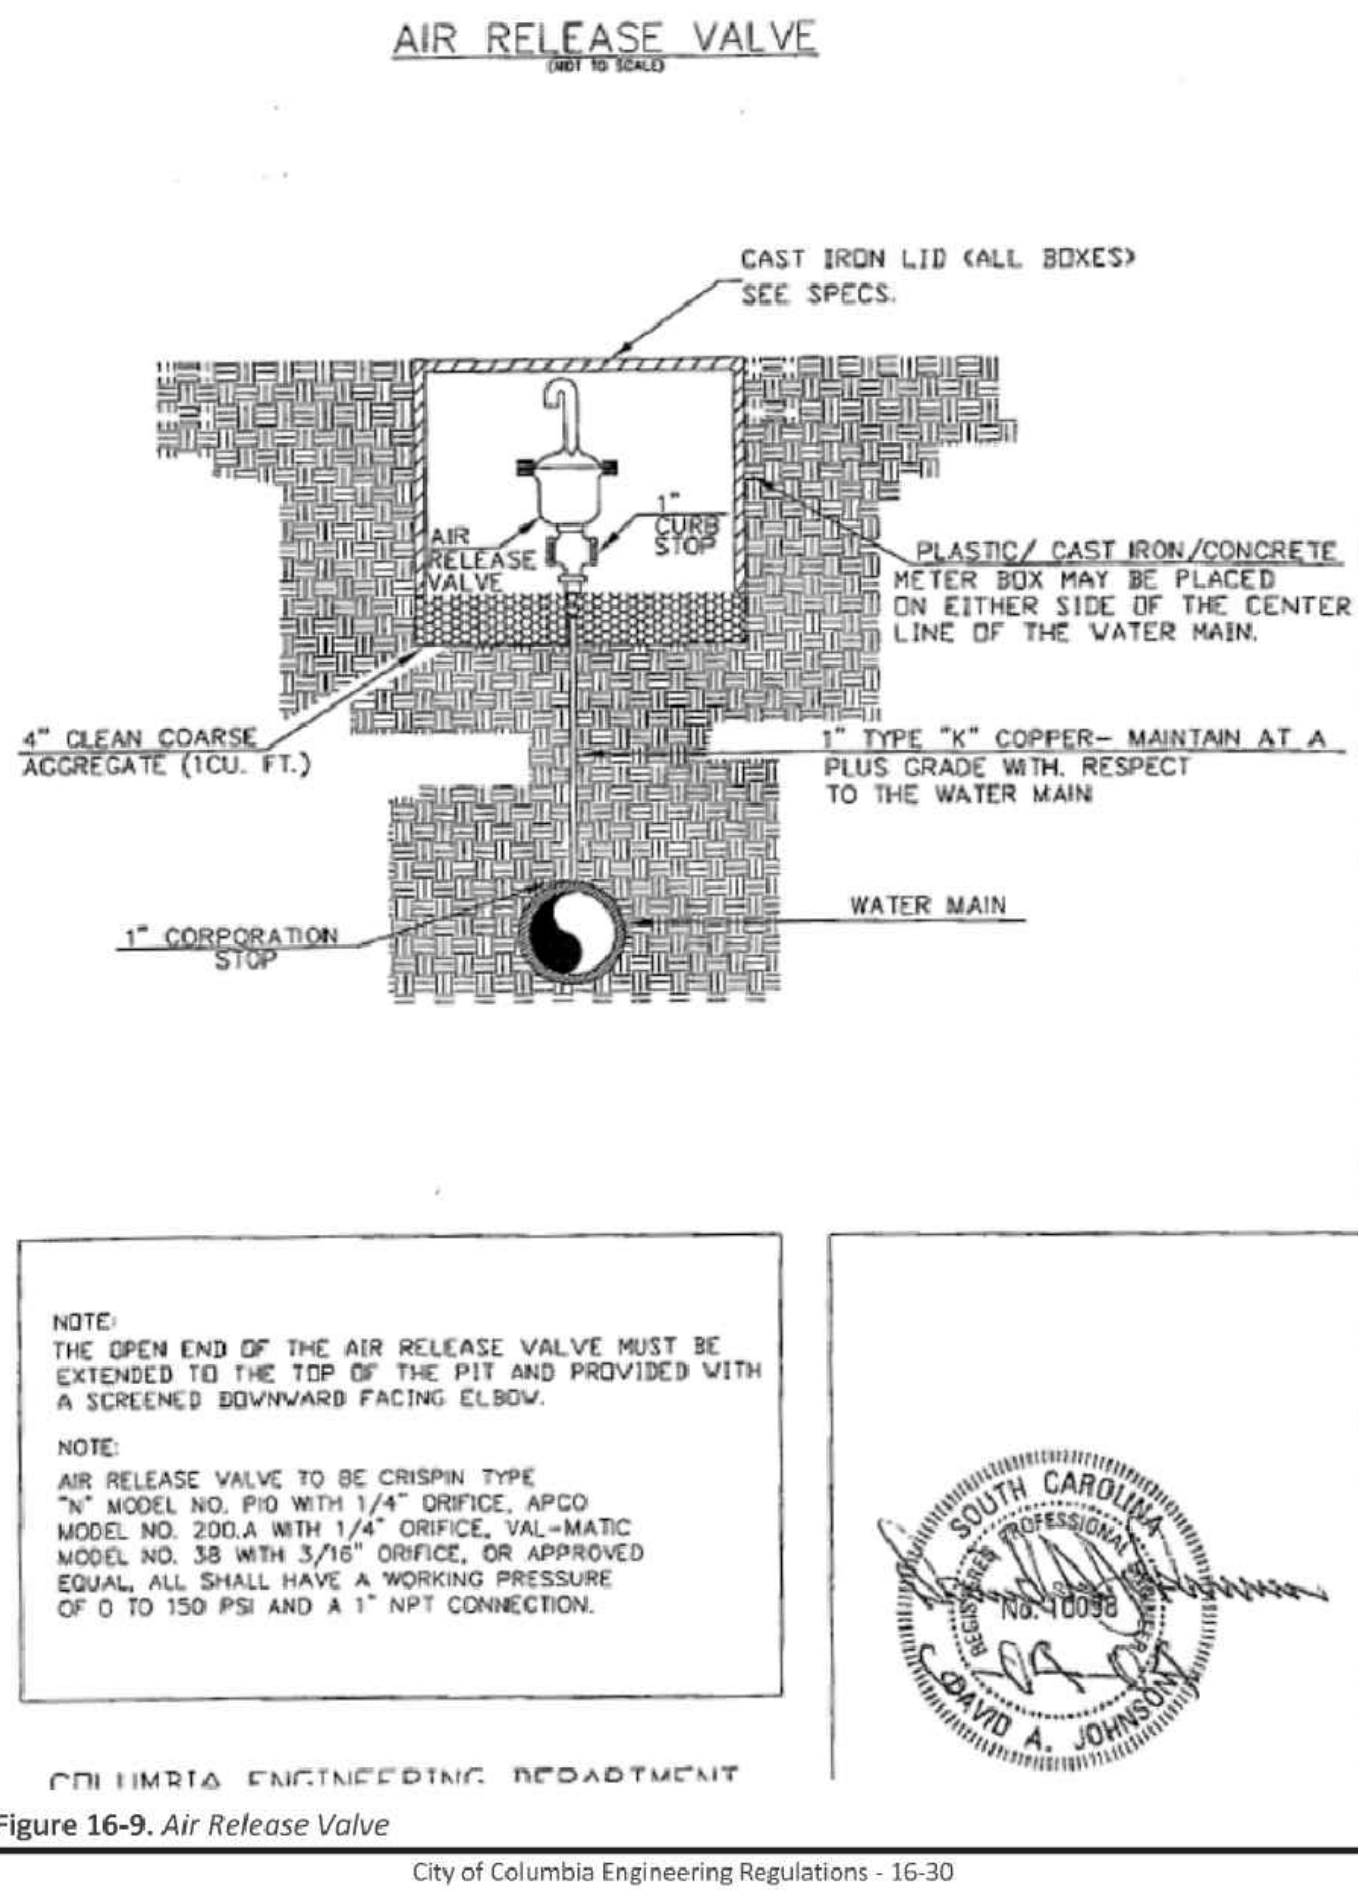 AIR RELEASE VALVE
(NOT TO SCALE)
CAST IRON LID (ALL BOXES)
SEE SPECS.
1"
CURB
STOP
AIR
RELEASE
VALVE
PLASTIC/ CAST IRON/CONCRETE
METER BOX MAY BE PLACED
ON EITHER SIDE OF THE CENTER
LINE OF THE WATER MAIN.
4" CLEAN COARSE
AGGREGATE (1CU. FT.)
1" TYPE "K" COPPER- MAINTAIN AT A
PLUS GRADE WITH. RESPECT
TO THE WATER MAIN
WATER MAIN
1" CORPORATION
STOP
NOTE:
THE OPEN END OF THE AIR RELEASE VALVE MUST BE
EXTENDED TO THE TOP OF THE PIT AND PROVIDED WITH
A SCREENED DOWNWARD FACING ELBOW.
NOTE:
AIR RELEASE VALVE TO BE CRISPIN TYPE
"N" MODEL NO. P10 WITH 1/4" ORIFICE, APCO
MODEL NO. 200.A WITH 1/4" ORIFICE, VAL-MATIC
MODEL NO. 38 WITH 3/16" ORIFICE, OR APPROVED
EQUAL. ALL SHALL HAVE A WORKING PRESSURE
OF 0 TO 150 PSI AND A 1" NPT CONNECTION.
SOUTH CAROLINA
REGISTERED PROFESSIONAL ENGINEER
No. 10098
DAVID A. JOHNSON
COLUMBIA ENGINEERING DEPARTMENT
Figure 16-9. Air Release Valve
City of Columbia Engineering Regulations - 16-30